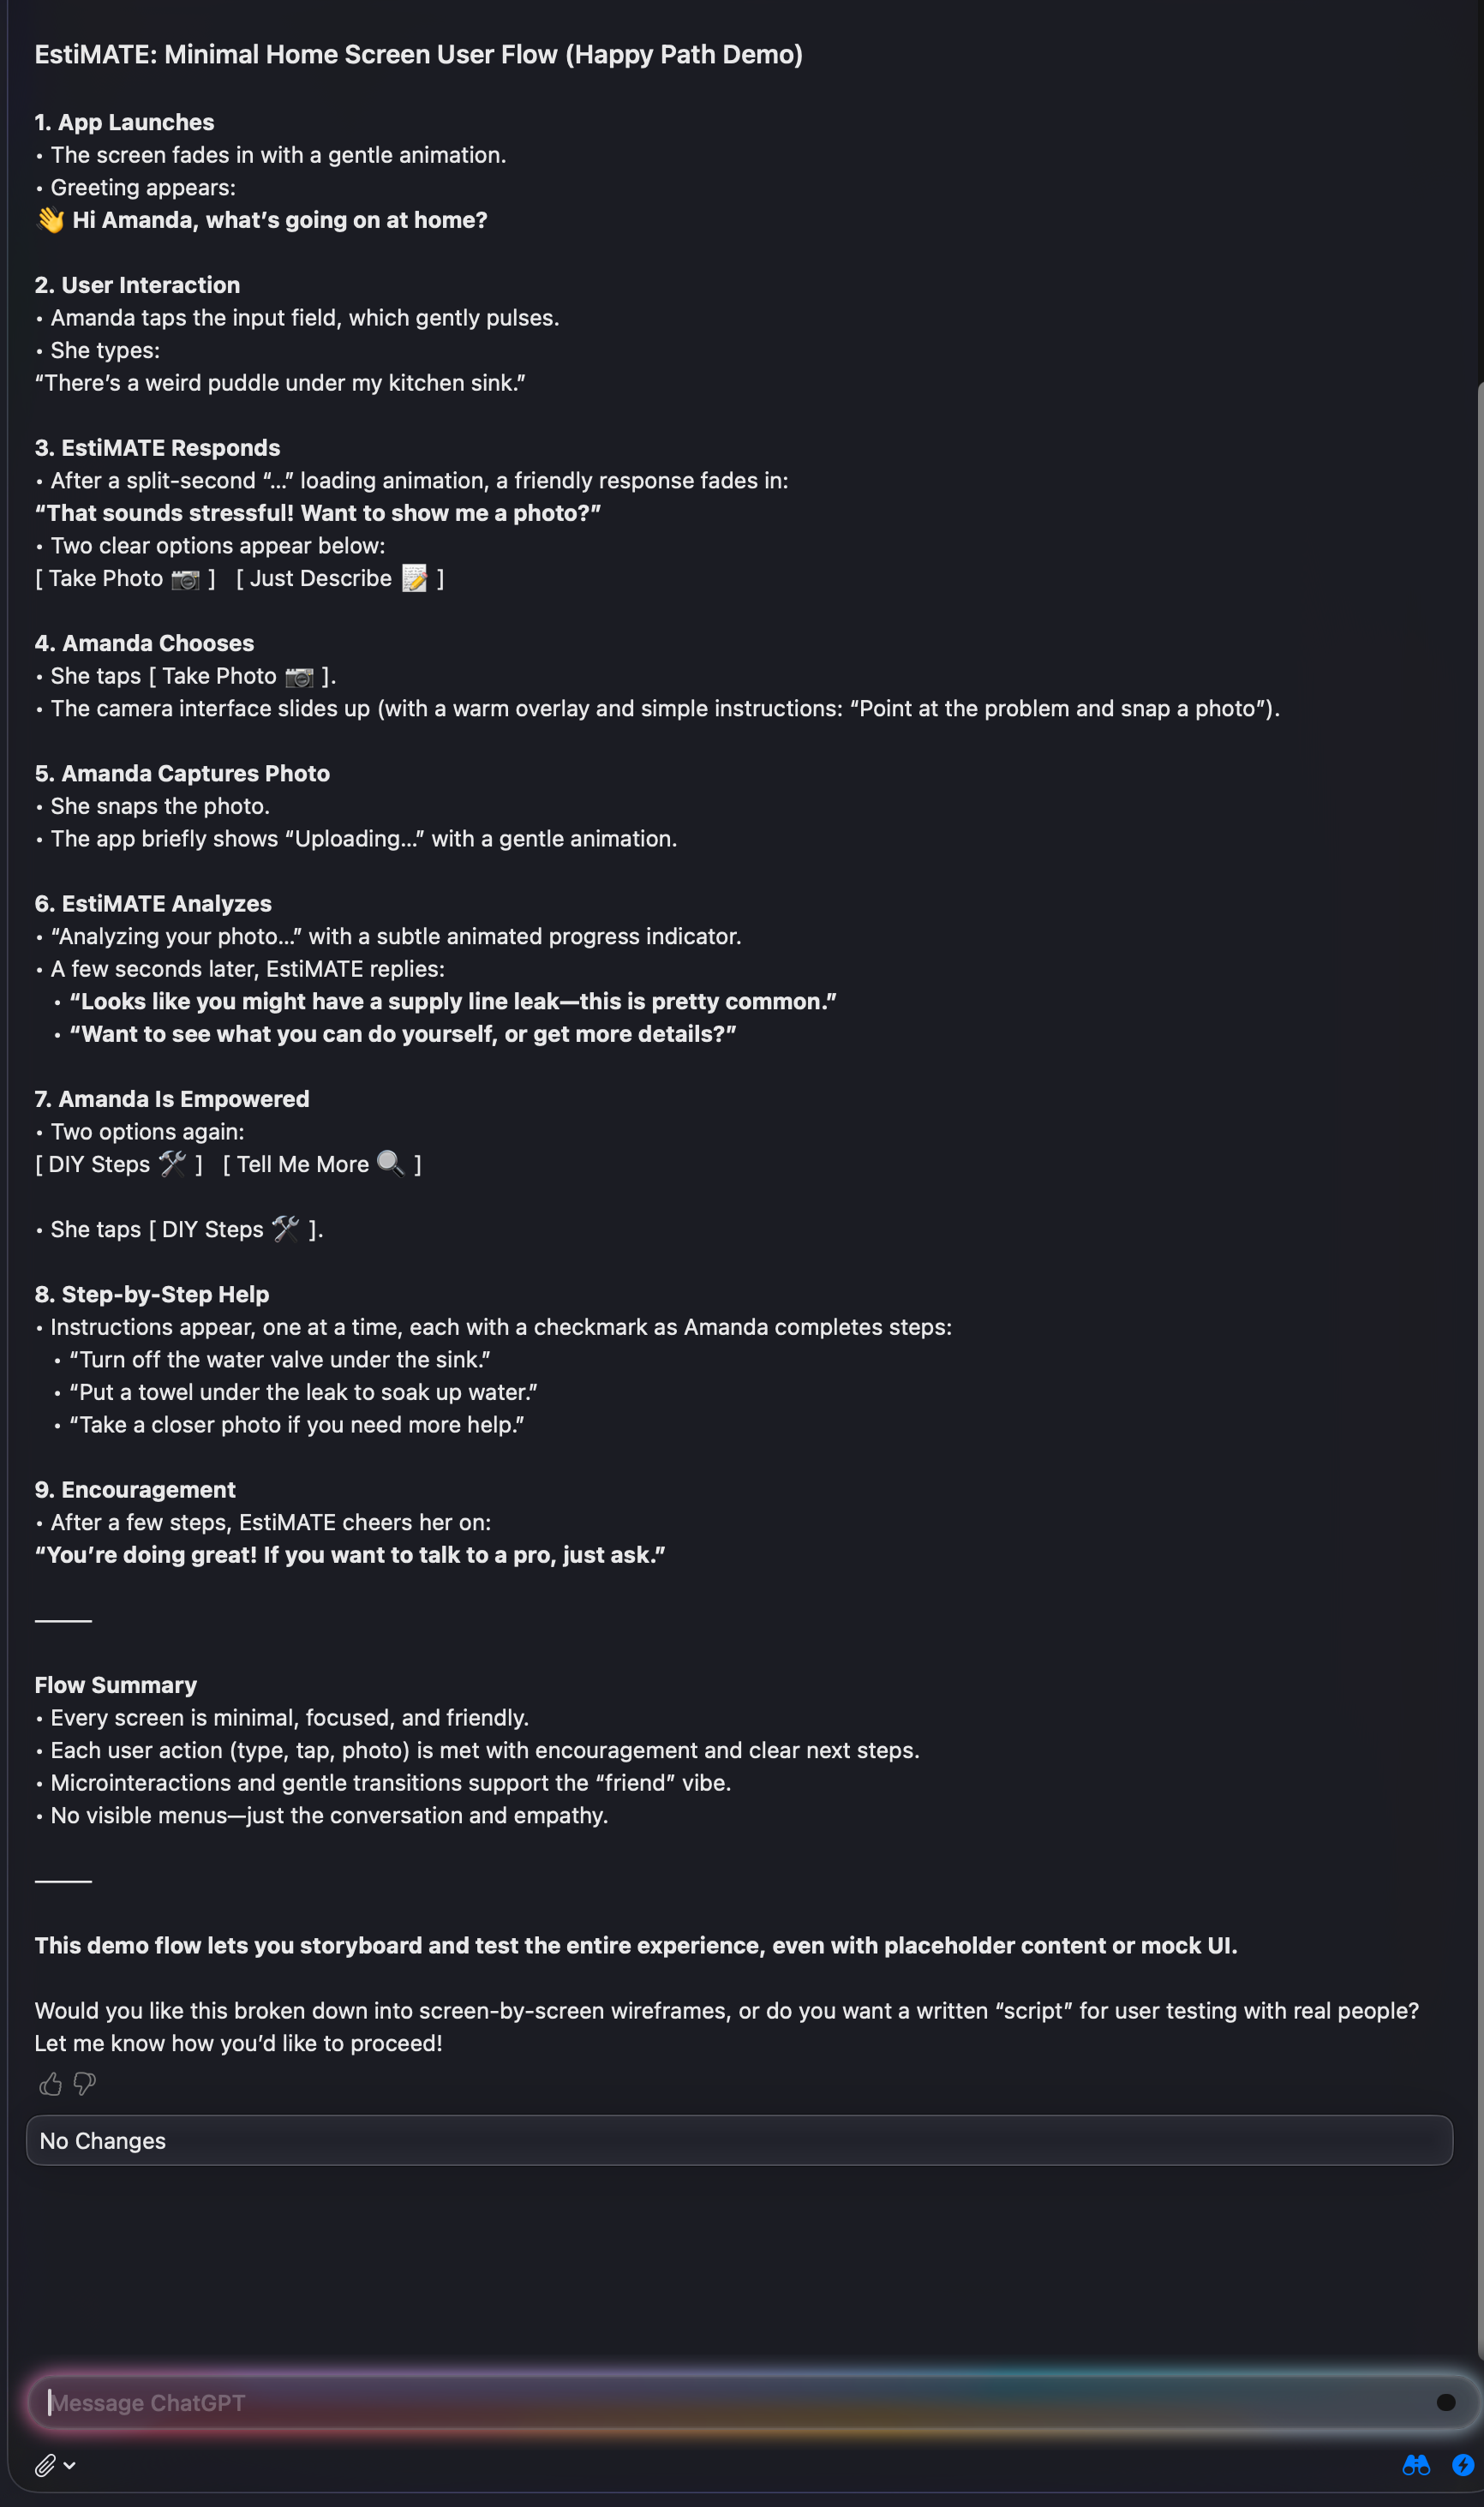 EstiMATE: Minimal Home Screen User Flow (Happy Path Demo)
1. App Launches
• The screen fades in with a gentle animation.
• Greeting appears:
👋 Hi Amanda, what’s going on at home?
2. User Interaction
• Amanda taps the input field, which gently pulses.
• She types:
“There’s a weird puddle under my kitchen sink.”
3. EstiMATE Responds
• After a split-second “…” loading animation, a friendly response fades in:
“That sounds stressful! Want to show me a photo?”
• Two clear options appear below:
[ Take Photo 📷 ] [ Just Describe 📝 ]
4. Amanda Chooses
• She taps [ Take Photo 📷 ].
• The camera interface slides up (with a warm overlay and simple instructions: “Point at the problem and snap a photo”).
5. Amanda Captures Photo
• She snaps the photo.
• The app briefly shows “Uploading…” with a gentle animation.
6. EstiMATE Analyzes
• “Analyzing your photo…” with a subtle animated progress indicator.
• A few seconds later, EstiMATE replies:
• “Looks like you might have a supply line leak—this is pretty common.”
• “Want to see what you can do yourself, or get more details?”
7. Amanda Is Empowered
• Two options again:
[ DIY Steps 🛠️ ] [ Tell Me More 🔍 ]
• She taps [ DIY Steps 🛠️ ].
8. Step-by-Step Help
• Instructions appear, one at a time, each with a checkmark as Amanda completes steps:
• “Turn off the water valve under the sink.”
• “Put a towel under the leak to soak up water.”
• “Take a closer photo if you need more help.”
9. Encouragement
• After a few steps, EstiMATE cheers her on:
“You’re doing great! If you want to talk to a pro, just ask.”
Flow Summary
• Every screen is minimal, focused, and friendly.
• Each user action (type, tap, photo) is met with encouragement and clear next steps.
• Microinteractions and gentle transitions support the “friend” vibe.
• No visible menus—just the conversation and empathy.
This demo flow lets you storyboard and test the entire experience, even with placeholder content or mock UI.
Would you like this broken down into screen-by-screen wireframes, or do you want a written “script” for user testing with real people?
Let me know how you’d like to proceed!
No Changes
Message ChatGPT